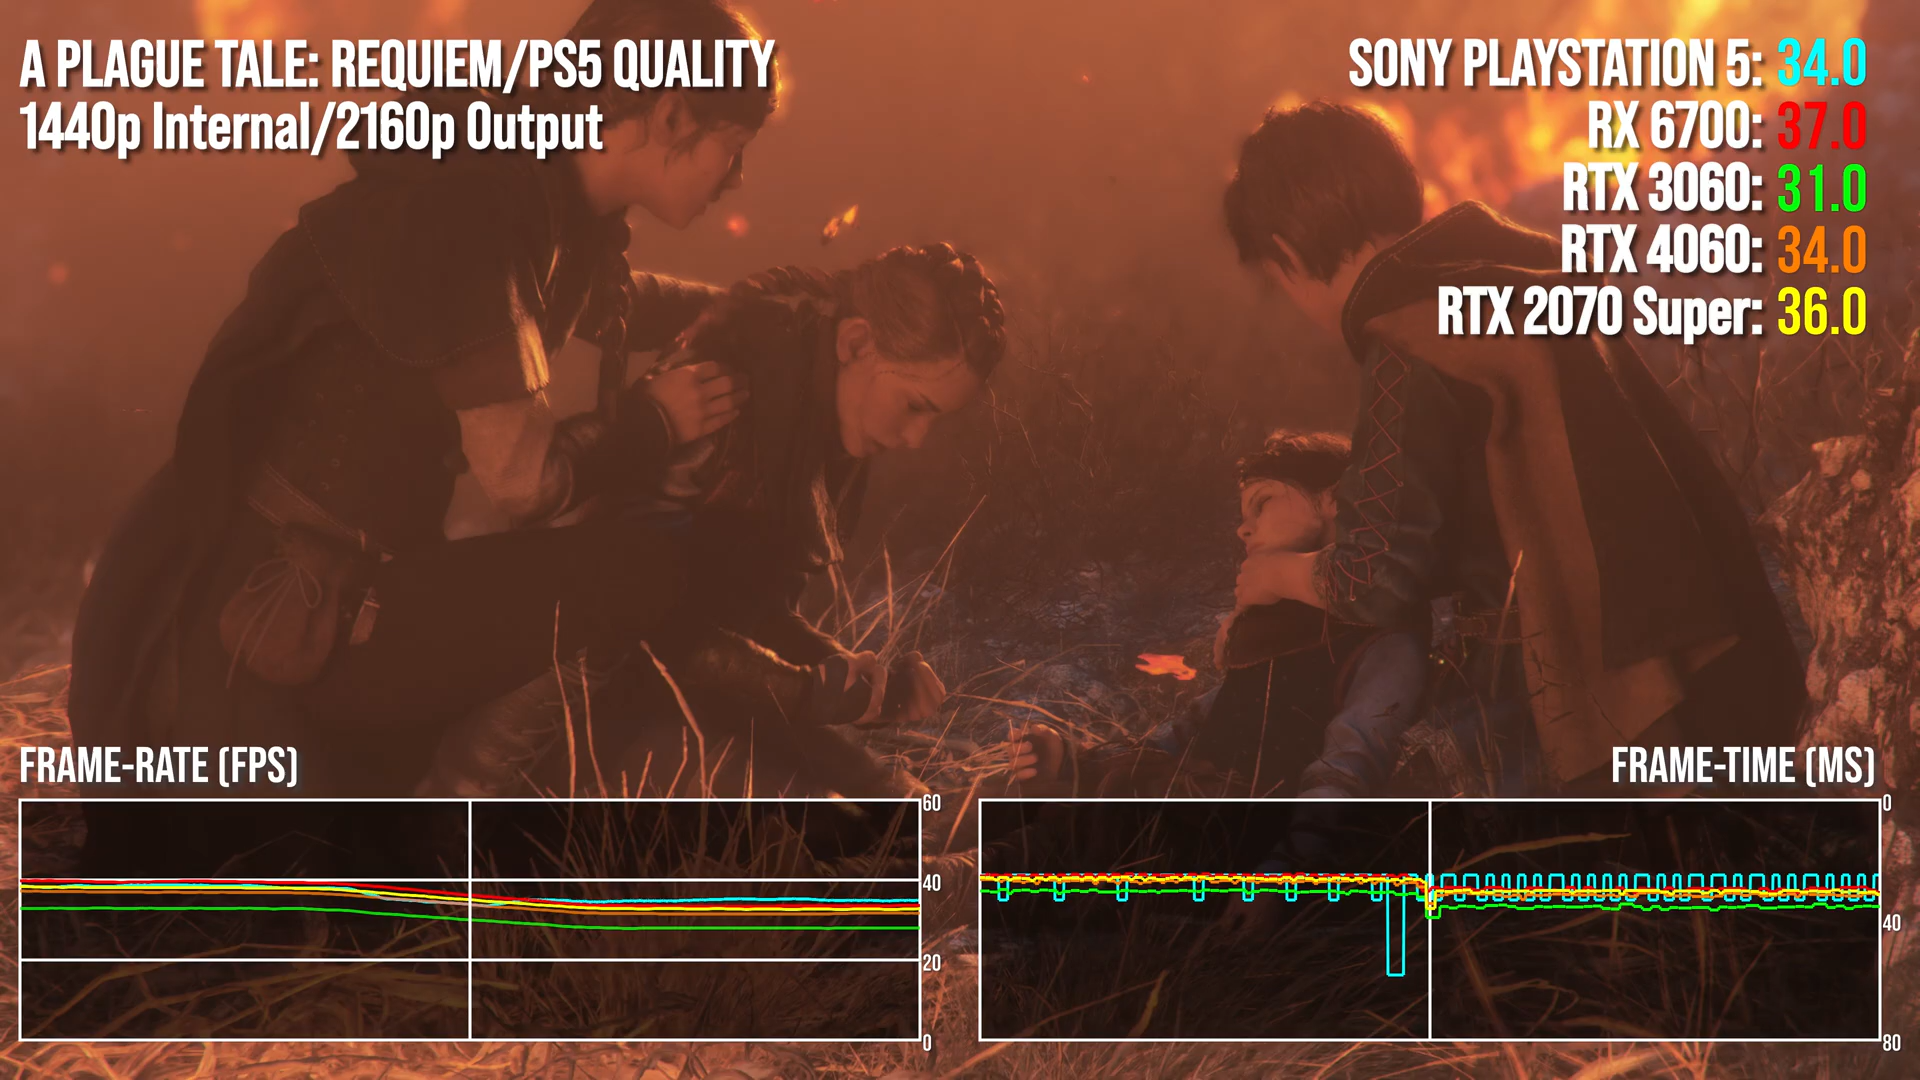 A PLAGUE TALE: REQUIEM/PS5 QUALITY
1440p Internal/2160p Output
SONY PLAYSTATION 5: 34.0
RX 6700: 37.0
RTX 3060: 31.0
RTX 4060: 34.0
RTX 2070 Super: 36.0
FRAME-RATE (FPS)
60
40
20
0
FRAME-TIME (MS)
0
40
80